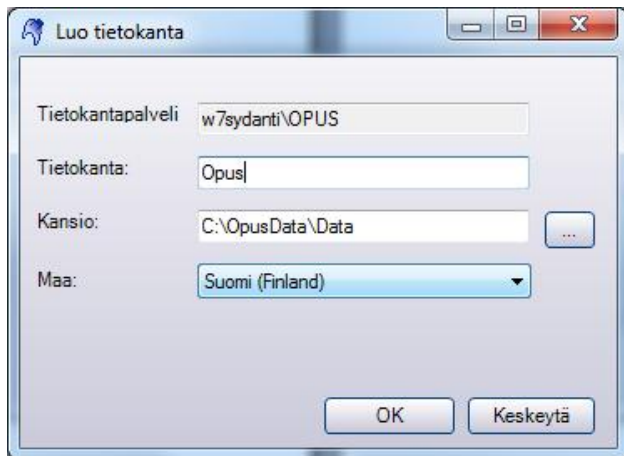 Luo tietokanta
Tietokantapalveli w7sydanti\OPUS
Tietokanta: Opus
Kansio: C:\OpusData\Data ...
Maa: Suomi (Finland)
OK Keskeytä